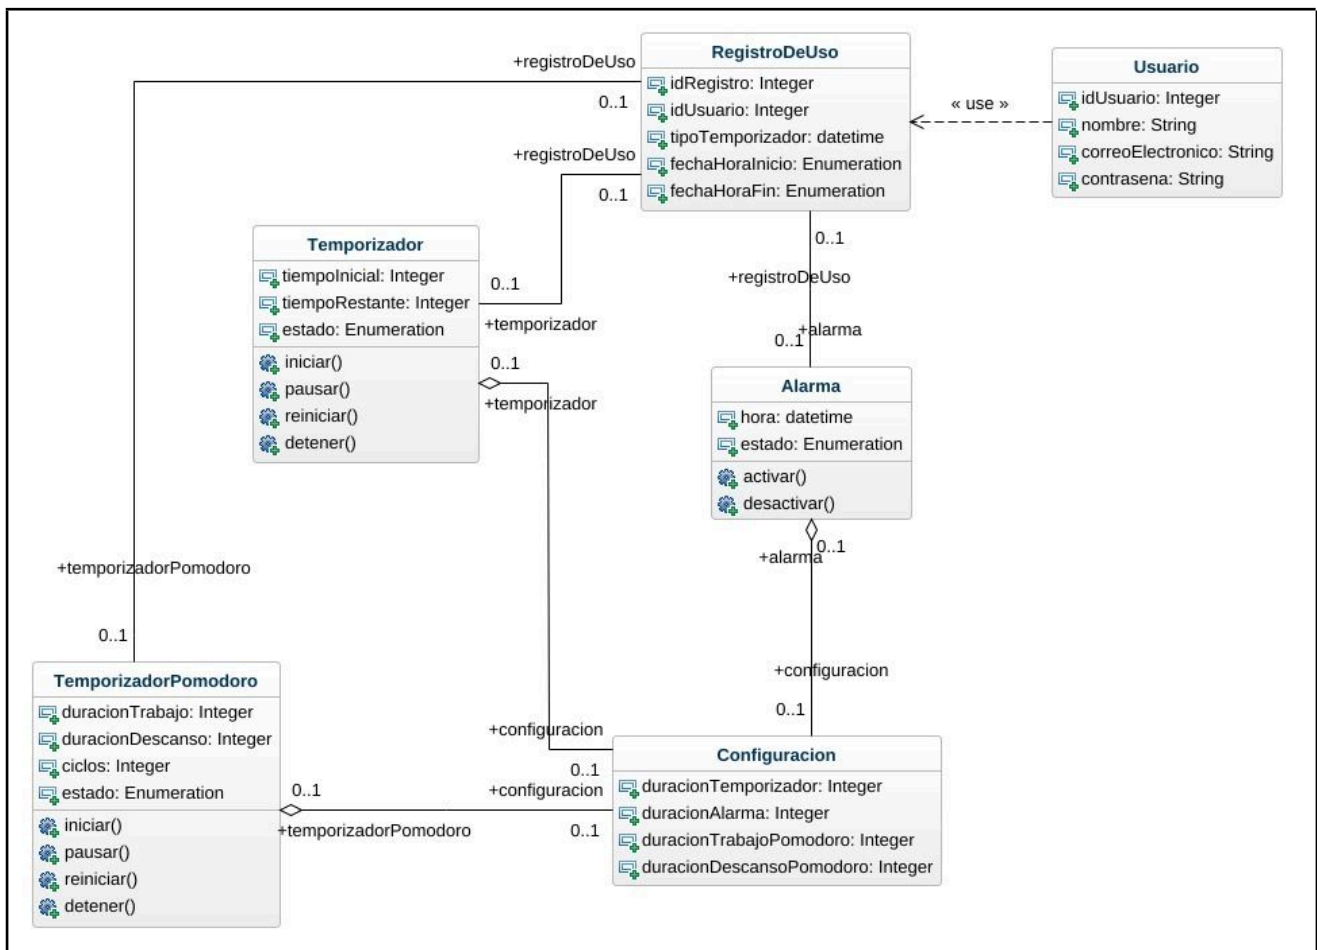 RegistroDeUso
idRegistro: Integer
idUsuario: Integer
tipoTemporizador: datetime
fechaHoraInicio: Enumeration
fechaHoraFin: Enumeration
Usuario
idUsuario: Integer
nombre: String
correoElectronico: String
contrasena: String
« use »
+registroDeUso
0..1
+registroDeUso
0..1
Temporizador
tiempoInicial: Integer
tiempoRestante: Integer
estado: Enumeration
iniciar()
pausar()
reiniciar()
detener()
0..1
+temporizador
0..1
+temporizador
0..1
+registroDeUso
+alarma
0..1
Alarma
hora: datetime
estado: Enumeration
activar()
desactivar()
0..1
+alarma
+temporizadorPomodoro
0..1
+configuracion
0..1
TemporizadorPomodoro
duracionTrabajo: Integer
duracionDescanso: Integer
ciclos: Integer
estado: Enumeration
iniciar()
pausar()
reiniciar()
detener()
0..1
+temporizadorPomodoro
+configuracion
0..1
+configuracion
0..1
Configuracion
duracionTemporizador: Integer
duracionAlarma: Integer
duracionTrabajoPomodoro: Integer
duracionDescansoPomodoro: Integer